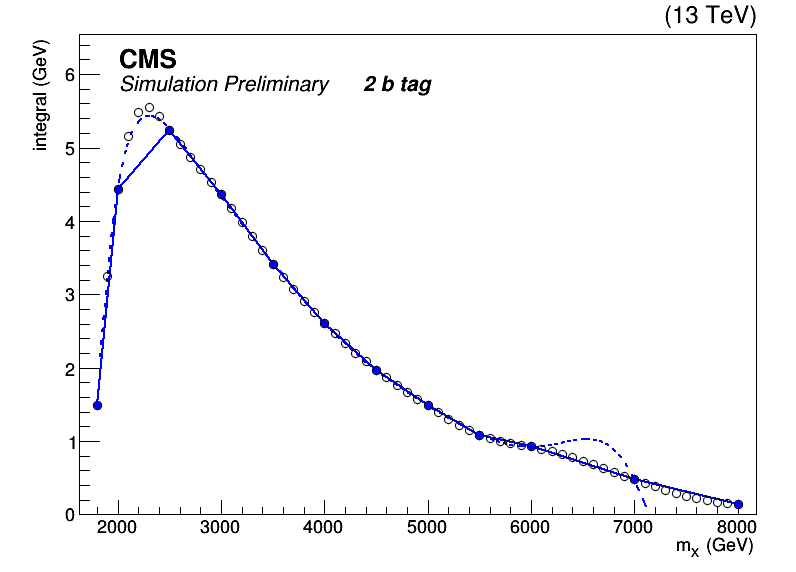 (13 TeV)
integral (GeV)
CMS
Simulation Preliminary 2 b tag
6
5
4
3
2
1
0
2000 3000 4000 5000 6000 7000 8000
m_X (GeV)